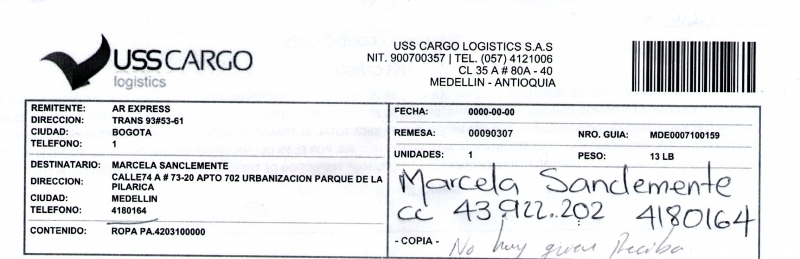 USSCARGO
logistics
USS CARGO LOGISTICS S.A.S
NIT. 900700357 | TEL. (057) 4121006
CL 35 A # 80A - 40
MEDELLIN - ANTIOQUIA
REMITENTE: AR EXPRESS
DIRECCION: TRANS 93#53-61
CIUDAD: BOGOTA
TELEFONO: 1
DESTINATARIO: MARCELA SANCLEMENTE
DIRECCION: CALLE74 A # 73-20 APTO 702 URBANIZACION PARQUE DE LA
PILARICA
CIUDAD: MEDELLIN
TELEFONO: 4180164
CONTENIDO: ROPA PA.4203100000
FECHA: 0000-00-00
REMESA: 00090307 NRO. GUIA: MDE0007100159
UNIDADES: 1 PESO: 13 LB
Marcela Sanclemente
cc 43.922.202 4180164
- COPIA - No hay quien Reciba